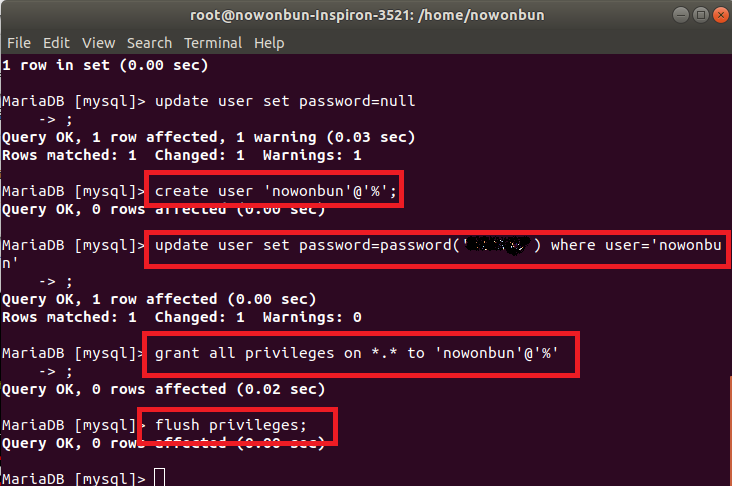 root@nowonbun-Inspiron-3521: /home/nowonbun
File Edit View Search Terminal Help
1 row in set (0.00 sec)
MariaDB [mysql]> update user set password=null
-> ;
Query OK, 1 row affected, 1 warning (0.03 sec)
Rows matched: 1 Changed: 1 Warnings: 1
MariaDB [mysql]> create user 'nowonbun'@'%';
Query OK, 0 rows affected (0.00 sec)
MariaDB [mysql]> update user set password=password(' ') where user='nowonbu
n'
-> ;
Query OK, 1 row affected (0.00 sec)
Rows matched: 1 Changed: 1 Warnings: 0
MariaDB [mysql]> grant all privileges on *.* to 'nowonbun'@'%'
-> ;
Query OK, 0 rows affected (0.02 sec)
MariaDB [mysql]> flush privileges;
Query OK, 0 rows affected (0.00 sec)
MariaDB [mysql]>